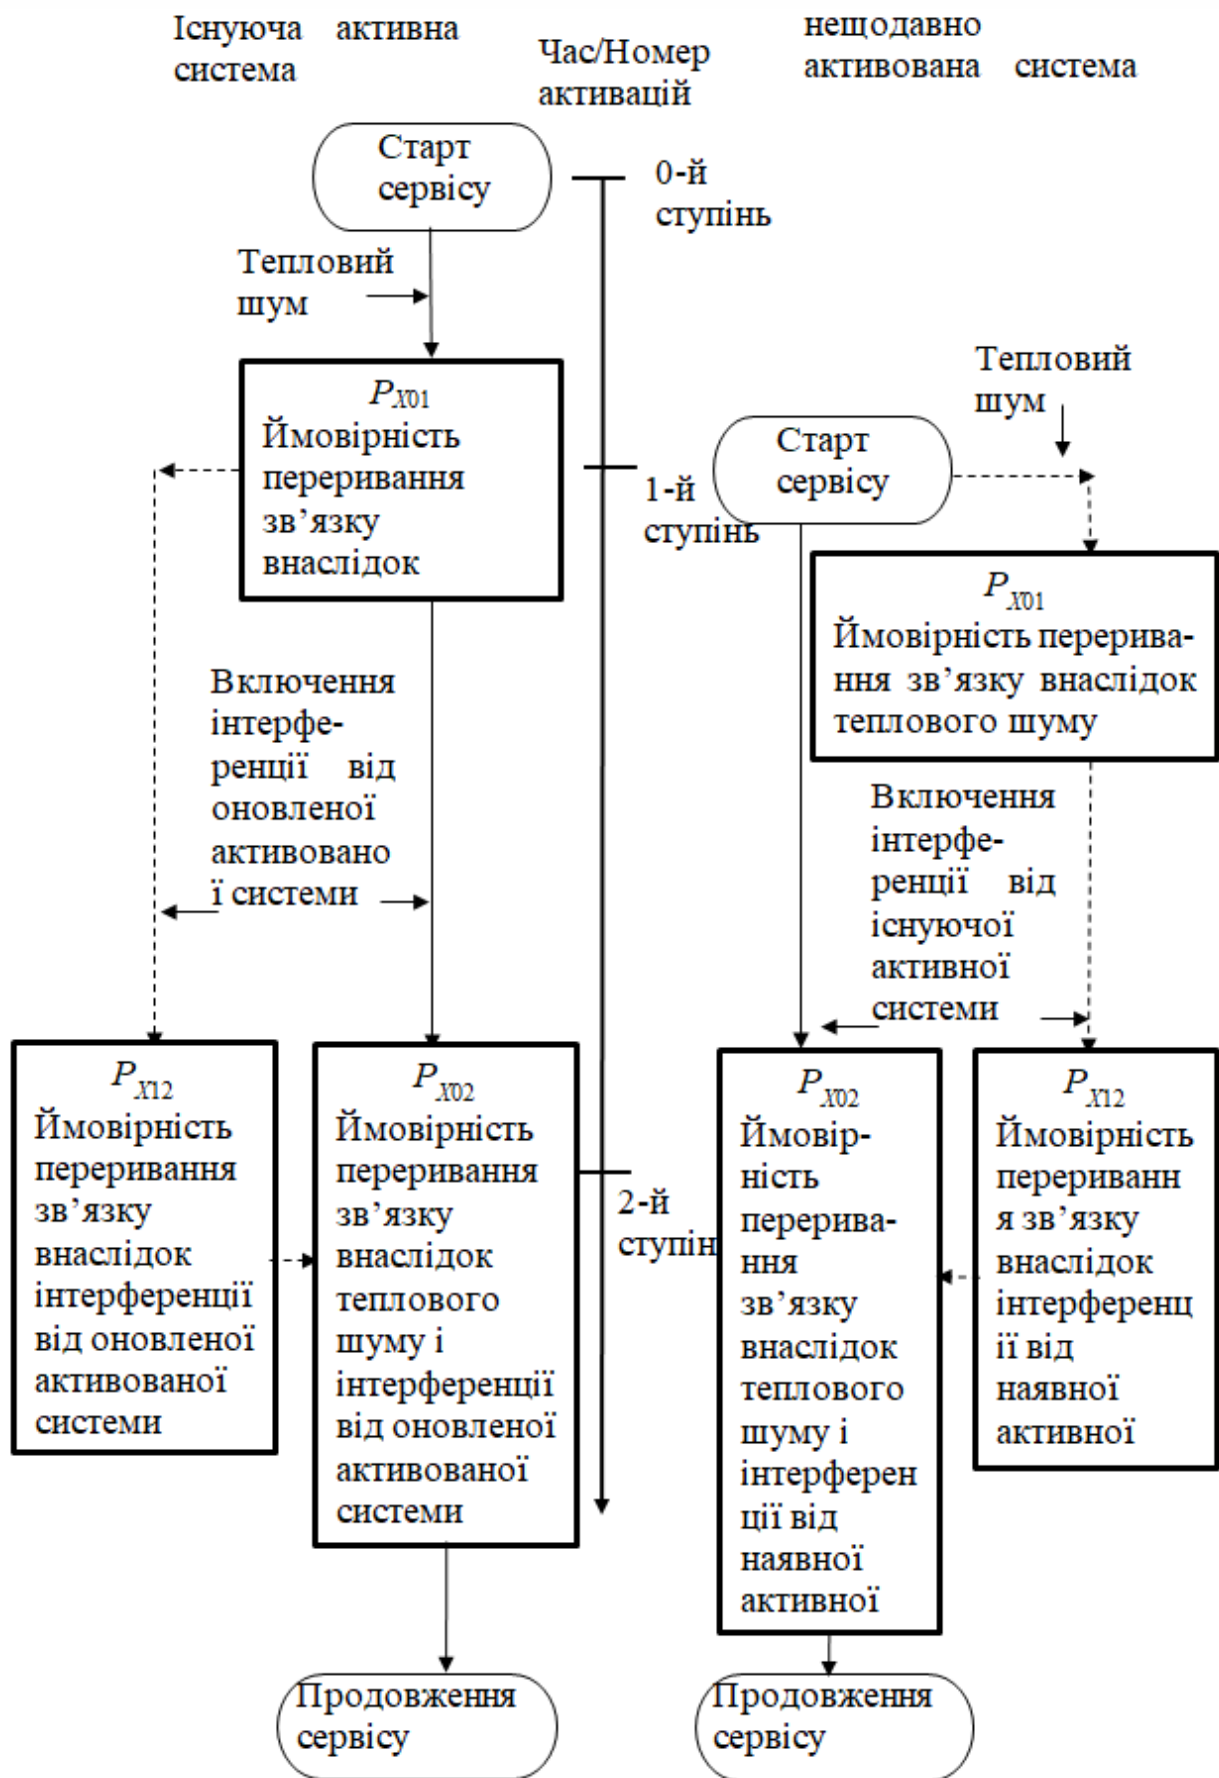 Існуюча активна
система
Час/Номер
активацій
нещодавно
активована система
Старт
сервісу
0-й
ступінь
Тепловий
шум
P_X01
Ймовірність
переривання
зв’язку
внаслідок
1-й
ступінь
Старт
сервісу
Тепловий
шум
P_X01
Ймовірність перерива-
ння зв’язку внаслідок
теплового шуму
Включення
інтерфе-
ренції від
оновленої
активовано
ї системи
Включення
інтерфе-
ренції від
існуючої
активної
системи
P_X12
Ймовірність
переривання
зв’язку
внаслідок
інтерференції
від оновленої
активованої
системи
P_X02
Ймовірність
переривання
зв’язку
внаслідок
теплового
шуму і
інтерференції
від оновленої
активованої
системи
2-й
ступін
P_X02
Ймовір-
ність
перерива-
ння
зв’язку
внаслідок
теплового
шуму і
інтерферен
ції від
наявної
активної
P_X12
Ймовірність
перериванн
я зв’язку
внаслідок
інтерференц
ії від
наявної
активної
Продовження
сервісу
Продовження
сервісу